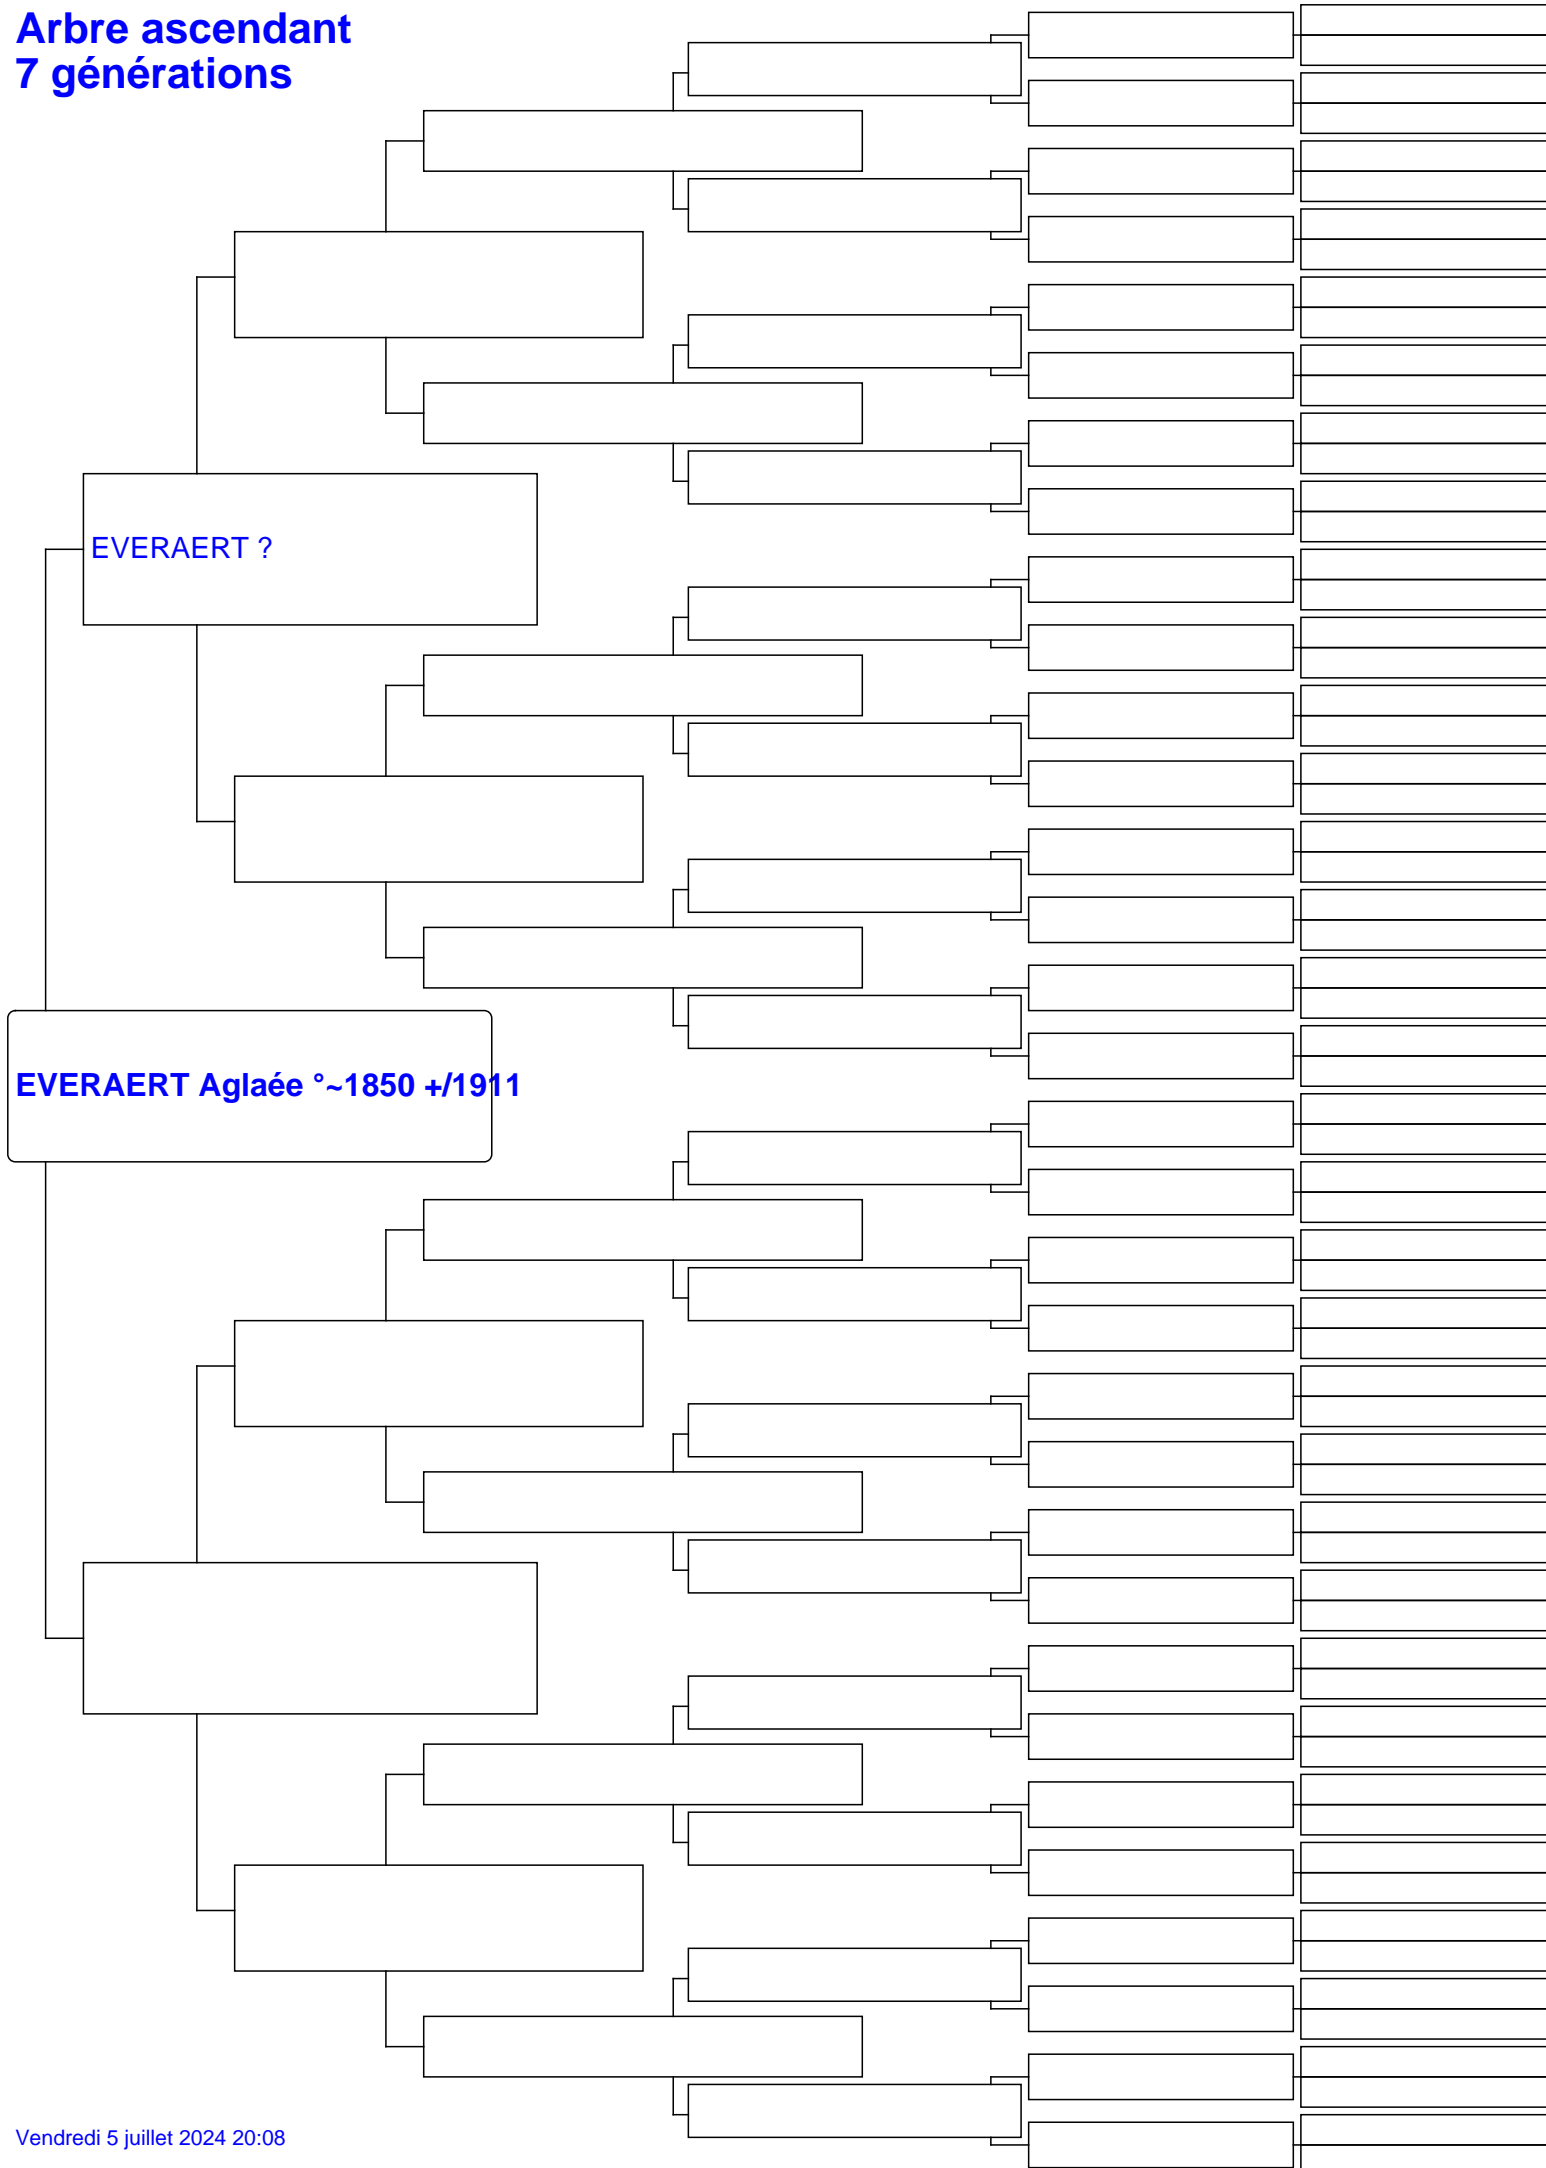 Arbre ascendant
7 générations
EVERAERT ?
EVERAERT Aglaée °~1850 +/1911
Vendredi 5 juillet 2024 20:08